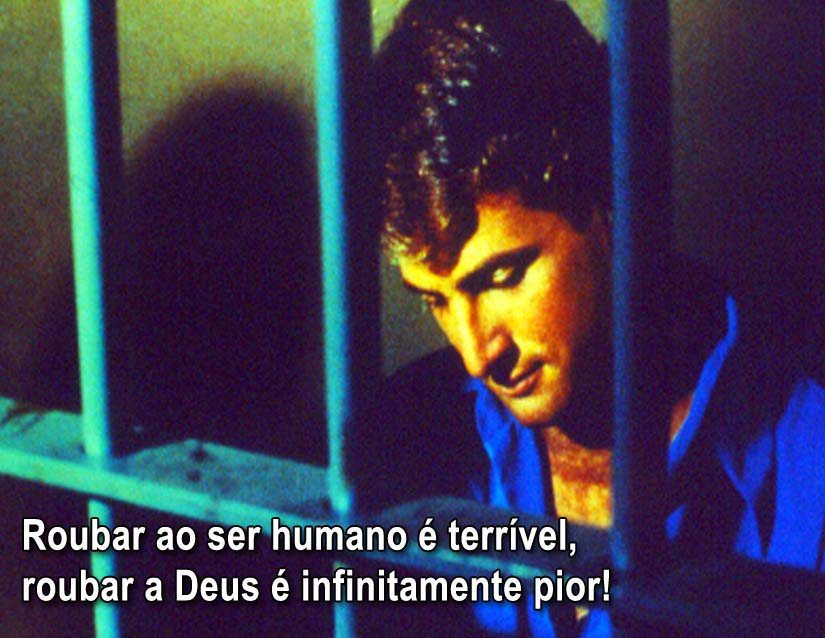 Roubar ao ser humano é terrível,
roubar a Deus é infinitamente pior!